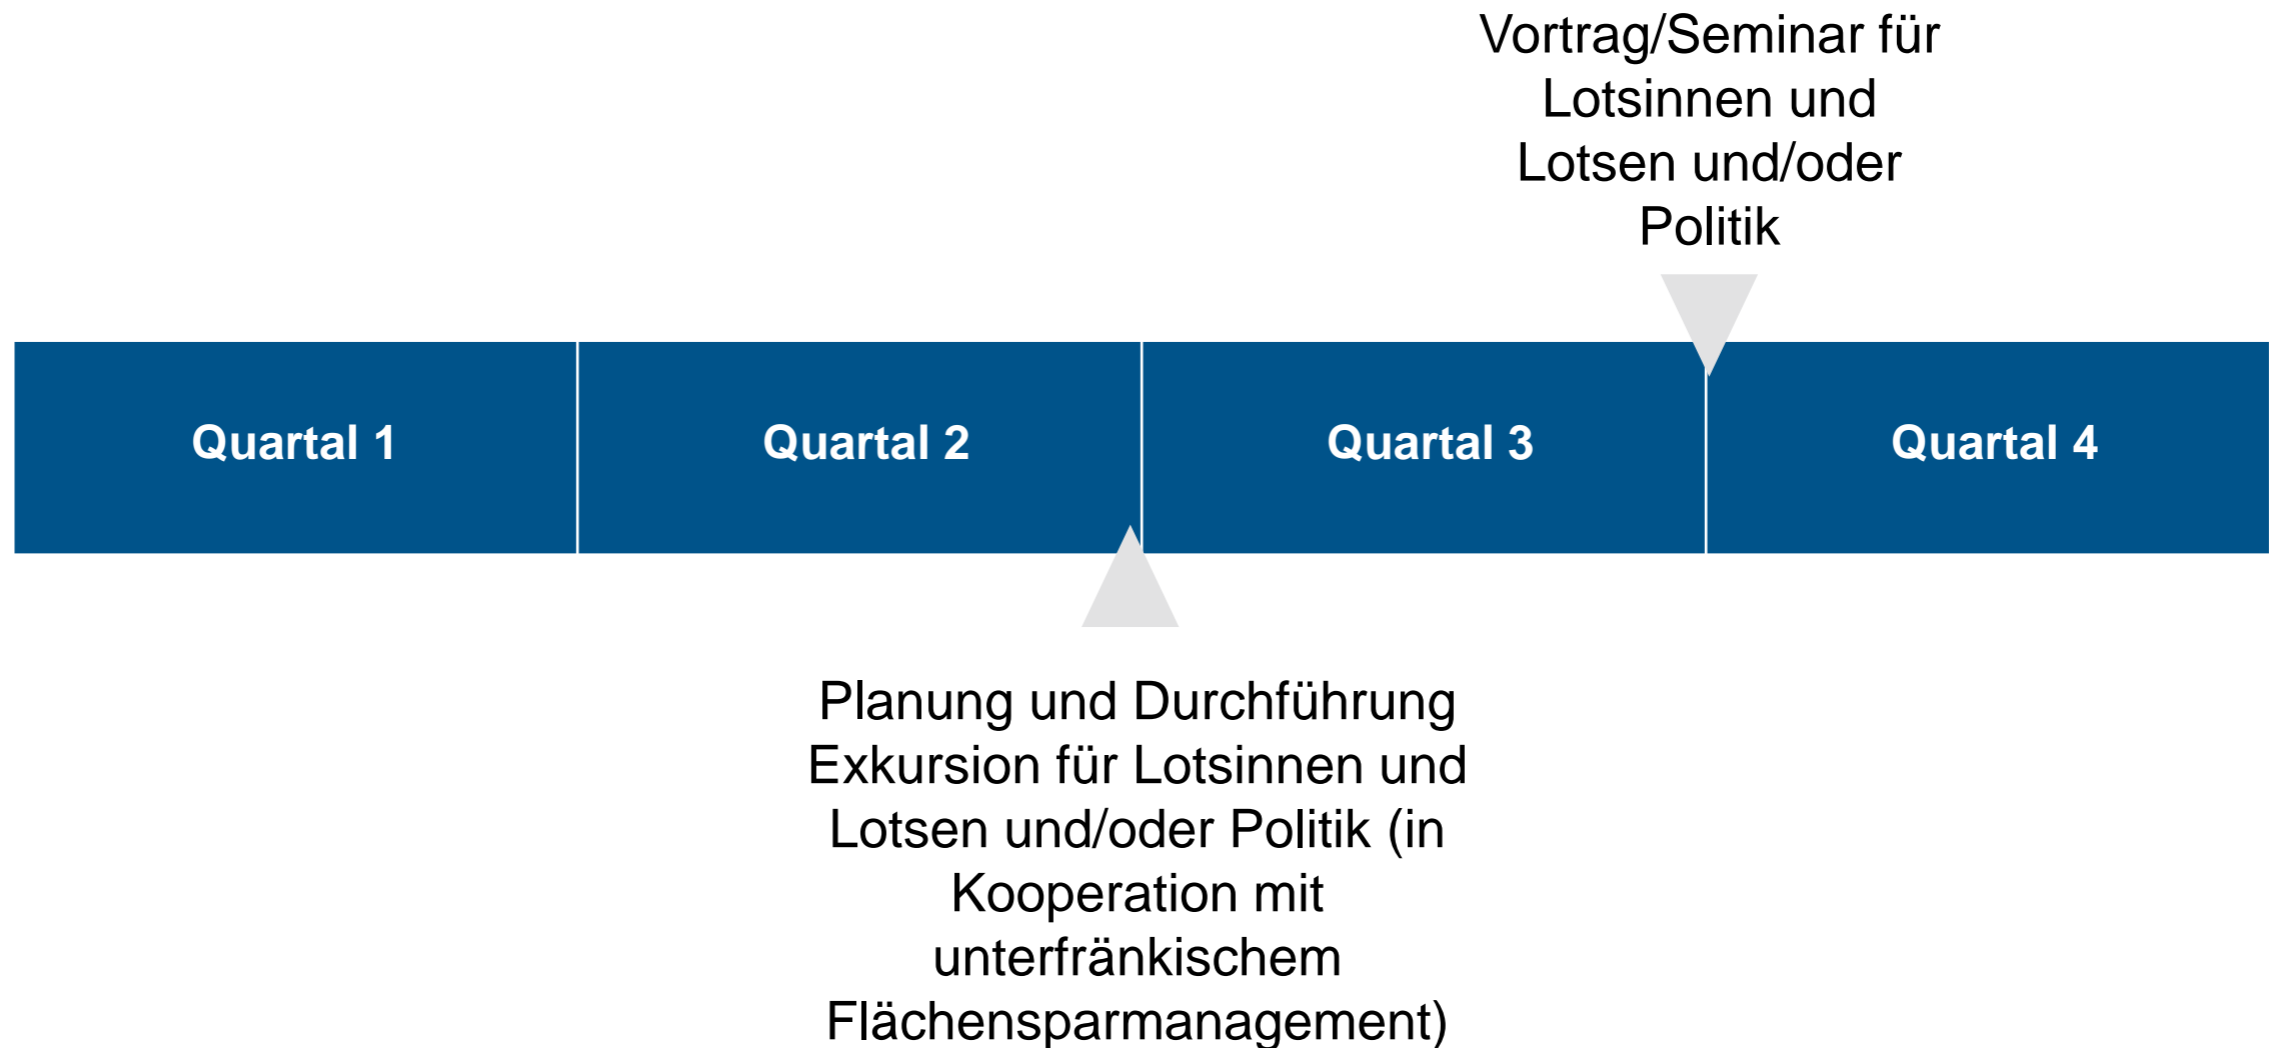 Vortrag/Seminar für
Lotsinnen und
Lotsen und/oder
Politik
Quartal 1
Quartal 2
Quartal 3
Quartal 4
Planung und Durchführung
Exkursion für Lotsinnen und
Lotsen und/oder Politik (in
Kooperation mit
unterfränkischem
Flächensparmanagement)